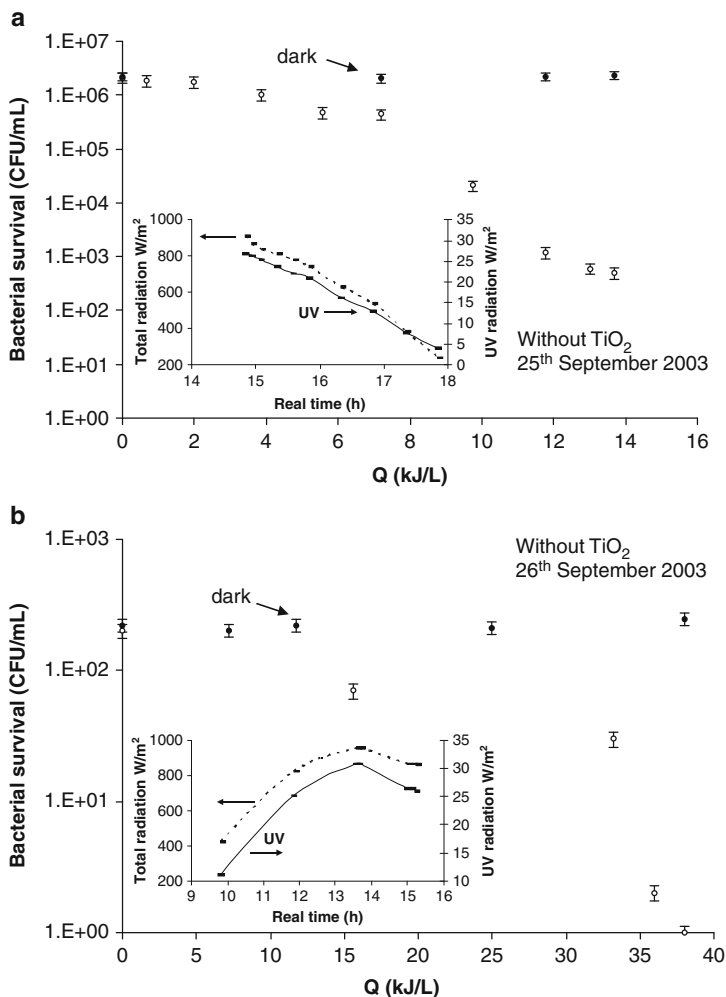 a
1.E+07
1.E+06
1.E+05
1.E+04
1.E+03
1.E+02
1.E+01
1.E+00
Bacterial survival (CFU/mL)
dark
1000
800
600
400
200
Total radiation W/m²
35
30
25
20
15
10
5
0
UV radiation W/m²
UV
14 15 16 17 18
Real time (h)
Without TiO₂
25th September 2003
0 2 4 6 8 10 12 14 16
Q (kJ/L)
b
1.E+03
1.E+02
1.E+01
1.E+00
Bacterial survival (CFU/mL)
Without TiO₂
26th September 2003
dark
1000
800
600
400
200
Total radiation W/m²
35
30
25
20
15
10
UV radiation W/m²
UV
9 10 11 12 13 14 15 16
Real time (h)
0 5 10 15 20 25 30 35 40
Q (kJ/L)